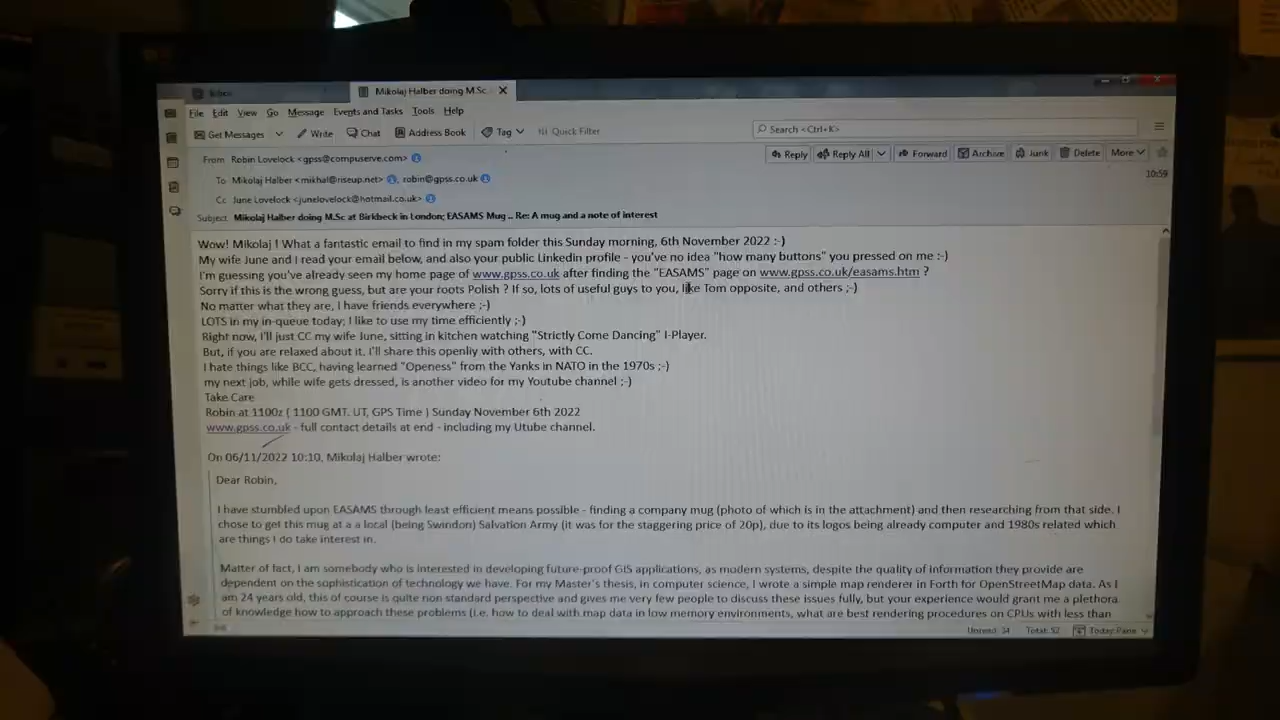 Inbox
Mikolaj Halber doing M.Sc
File Edit View Go Message Events and Tasks Tools Help
Get Messages Write Chat Address Book Tag Quick Filter Search <Ctrl+K>
From Robin Lovelock <gpss@compuserve.com> Reply Reply All Forward Archive Junk Delete More
To Mikolaj Halber <mikhal@riseup.net>, robin@gpss.co.uk 10:59
Cc June Lovelock <junelovelock@hotmail.co.uk>
Subject Mikolaj Halber doing M.Sc at Birkbeck in London; EASAMS Mug .. Re: A mug and a note of interest
Wow! Mikolaj ! What a fantastic email to find in my spam folder this Sunday morning, 6th November 2022 :-)
My wife June and I read your email below, and also your public Linkedin profile - you've no idea "how many buttons" you pressed on me :-)
I'm guessing you've already seen my home page of www.gpss.co.uk after finding the "EASAMS" page on www.gpss.co.uk/easams.htm ?
Sorry if this is the wrong guess, but are your roots Polish ? If so, lots of useful guys to you, like Tom opposite, and others ;-)
No matter what they are, I have friends everywhere ;-)
LOTS in my in-queue today; I like to use my time efficiently ;-)
Right now, I'll just CC my wife June, sitting in kitchen watching "Strictly Come Dancing" I-Player.
But, if you are relaxed about it, I'll share this openliy with others, with CC.
I hate things like BCC, having learned "Openess" from the Yanks in NATO in the 1970s ;-)
my next job, while wife gets dressed, is another video for my Youtube channel ;-)
Take Care
Robin at 1100z ( 1100 GMT. UT, GPS Time ) Sunday November 6th 2022
www.gpss.co.uk - full contact details at end - including my Utube channel.
On 06/11/2022 10:10, Mikolaj Halber wrote:
Dear Robin,
I have stumbled upon EASAMS through least efficient means possible - finding a company mug (photo of which is in the attachment) and then researching from that side. I
chose to get this mug at a a local (being Swindon) Salvation Army (it was for the staggering price of 20p), due to its logos being already computer and 1980s related which
are things I do take interest in.
Matter of fact, I am somebody who is interested in developing future-proof GIS applications, as modern systems, despite the quality of information they provide are
dependent on the sophistication of technology we have. For my Master's thesis, in computer science, I wrote a simple map renderer in Forth for OpenStreetMap data. As I
am 24 years old, this of course is quite non standard perspective and gives me very few people to discuss these issues fully, but your experience would grant me a plethora
of knowledge how to approach these problems (i.e. how to deal with map data in low memory environments, what are best rendering procedures on CPUs with less than
Unread: 34 Total: 52 Today Pane